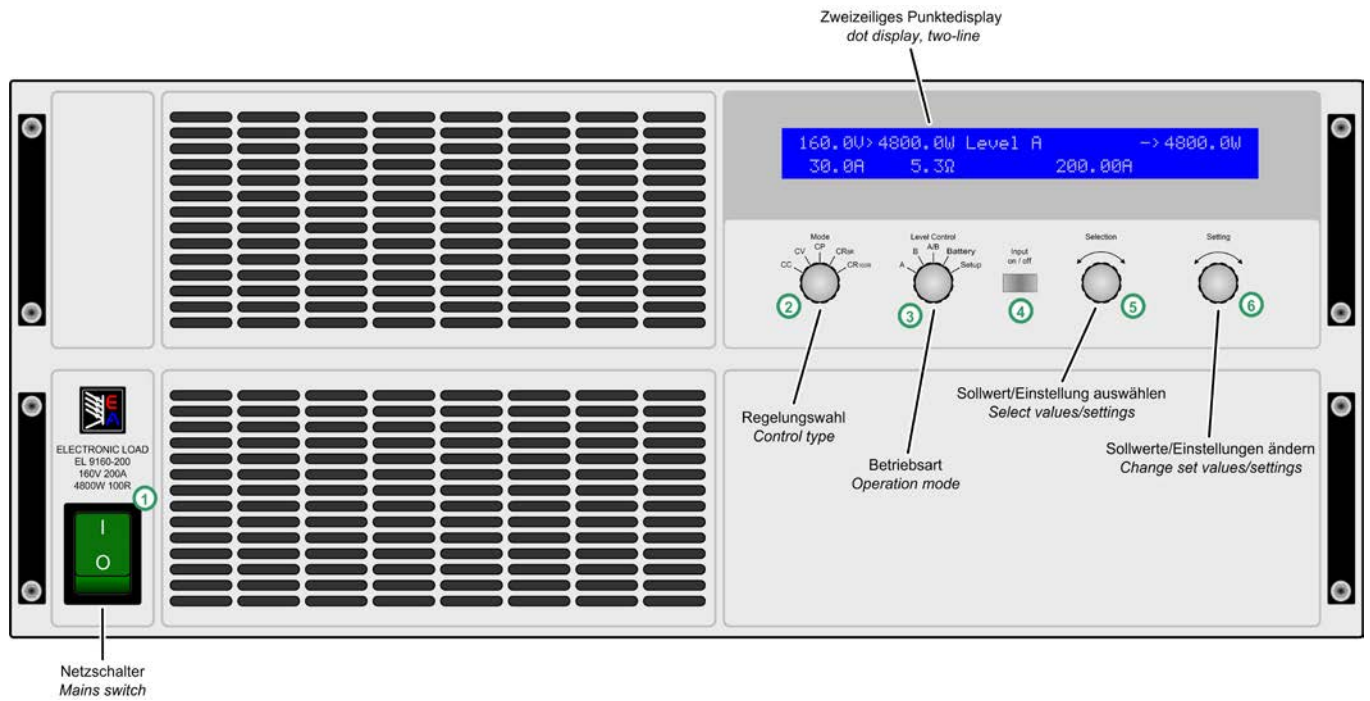 Zweizeiliges Punktedisplay
dot display, two-line
160.0V>4800.0W Level A ->4800.0W
30.0A 5.3Ω 200.00A
Mode
CC CV CP CR6R CR100R
2
Level Control
A B A/B Battery Setup
3
Input
on / off
4
Selection
5
Setting
6
Regelungswahl
Control type
Betriebsart
Operation mode
Sollwert/Einstellung auswählen
Select values/settings
Sollwerte/Einstellungen ändern
Change set values/settings
EA
ELECTRONIC LOAD
EL 9160-200
160V 200A
4800W 100R
1
I
O
Netzschalter
Mains switch